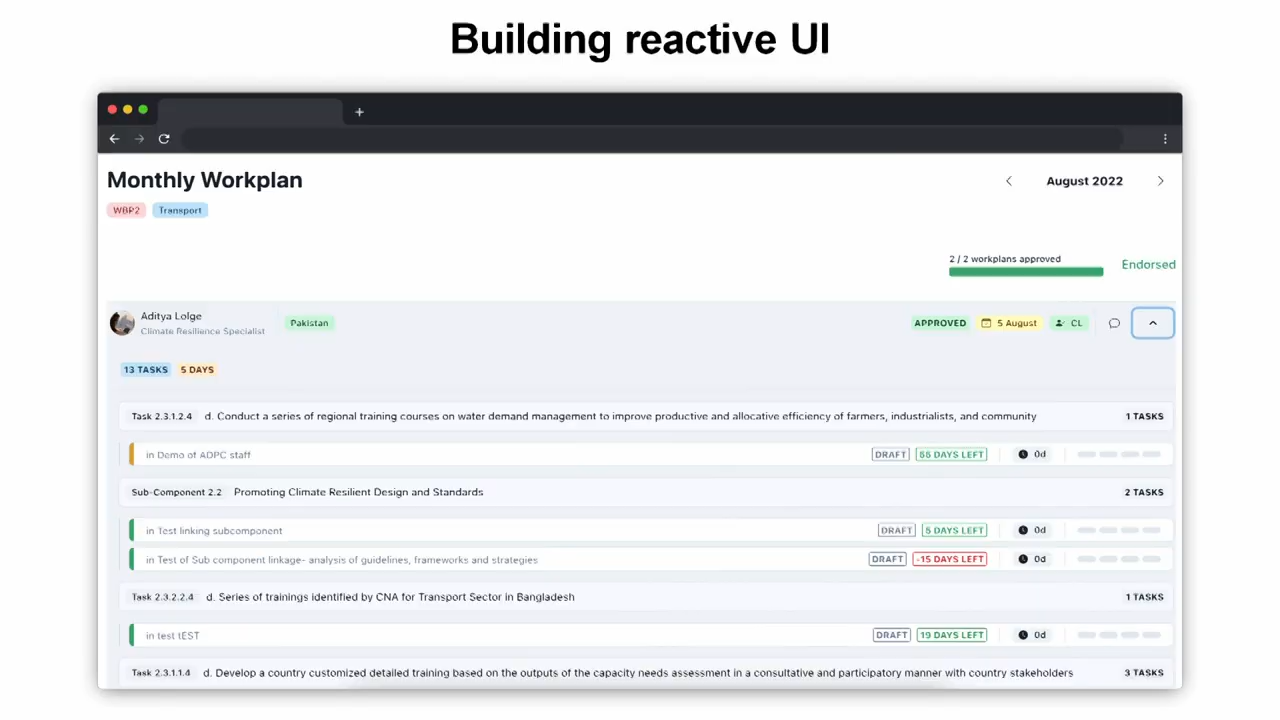 Building reactive UI
Monthly Workplan
August 2022
WBP2 Transport
2 / 2 workplans approved
Endorsed
Aditya Lolge
Climate Resilience Specialist
Pakistan
APPROVED 5 August CL
13 TASKS 5 DAYS
Task 2.3.1.2.4 d. Conduct a series of regional training courses on water demand management to improve productive and allocative efficiency of farmers, industrialists, and community 1 TASKS
in Demo of ADPC staff DRAFT 55 DAYS LEFT 0d
Sub-Component 2.2 Promoting Climate Resilient Design and Standards 2 TASKS
in Test linking subcomponent DRAFT 5 DAYS LEFT 0d
in Test of Sub component linkage- analysis of guidelines, frameworks and strategies DRAFT -15 DAYS LEFT 0d
Task 2.3.2.2.4 d. Series of trainings identified by CNA for Transport Sector in Bangladesh 1 TASKS
in test tEST DRAFT 19 DAYS LEFT 0d
Task 2.3.1.1.4 d. Develop a country customized detailed training based on the outputs of the capacity needs assessment in a consultative and participatory manner with country stakeholders 3 TASKS